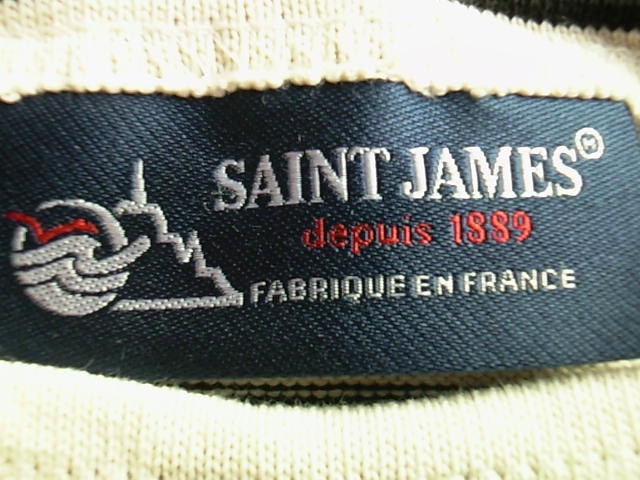 SAINT JAMES®
depuis 1889
FABRIQUE EN FRANCE